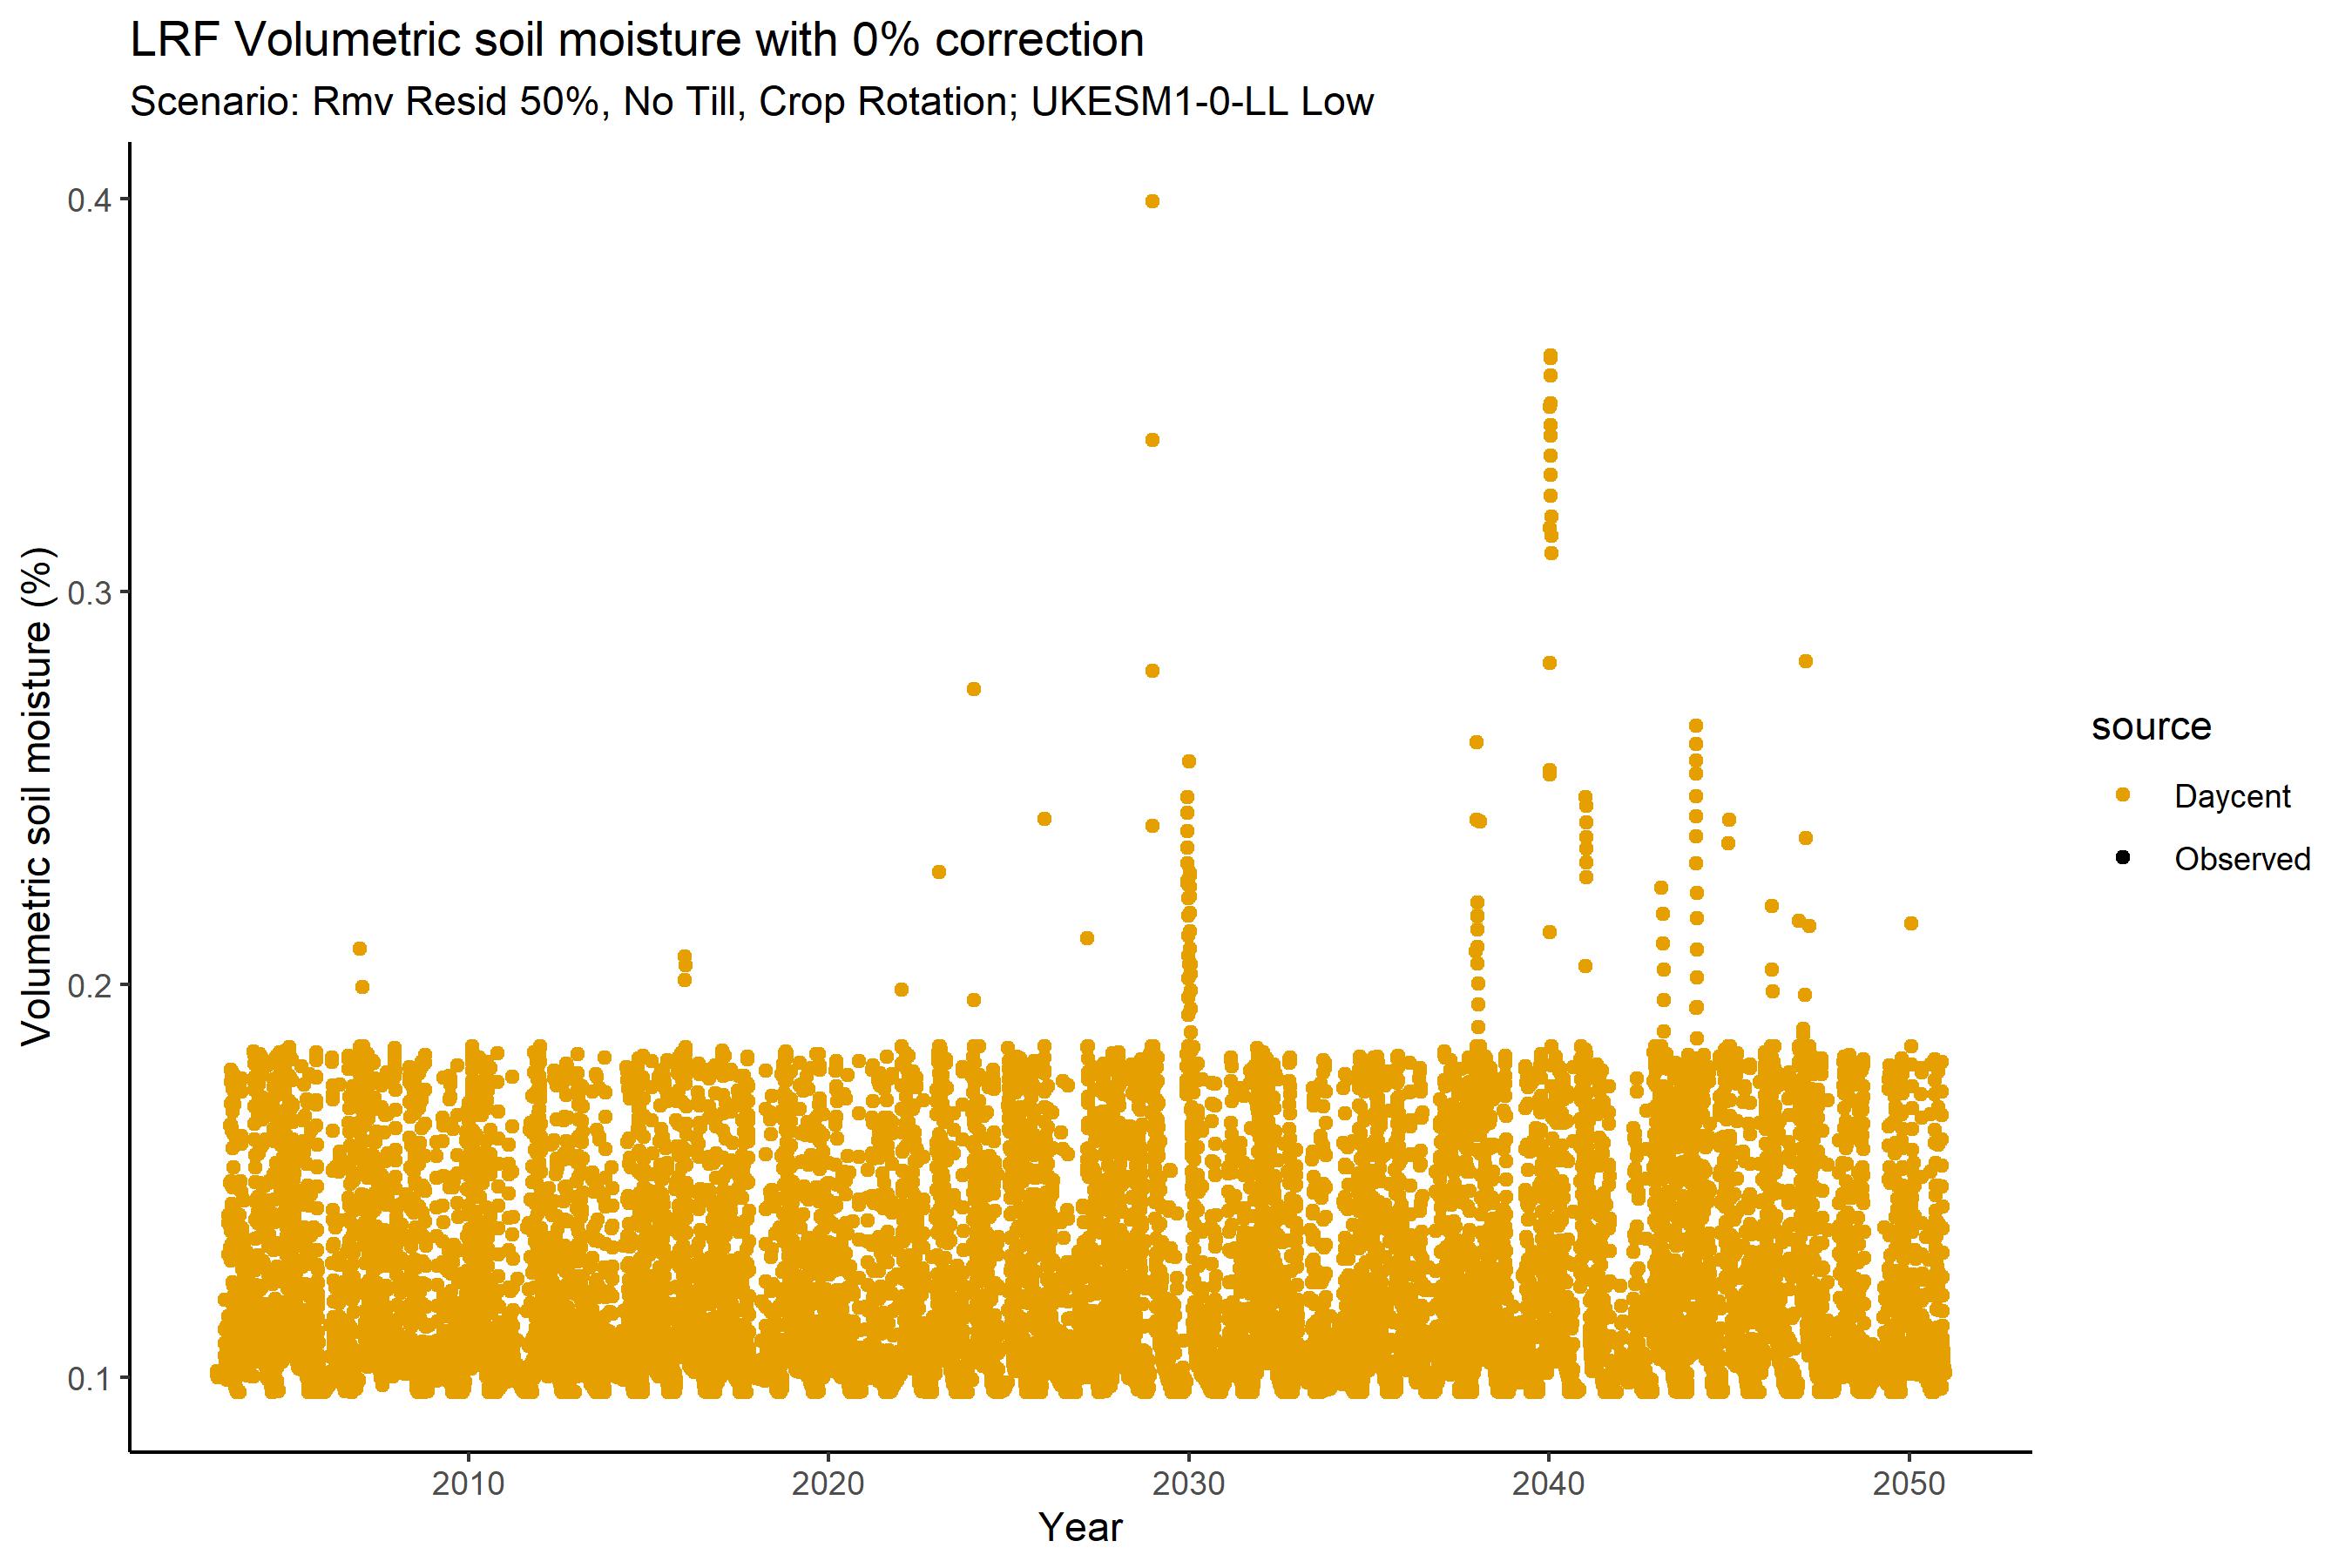 LRF Volumetric soil moisture with 0% correction
Scenario: Rmv Resid 50%, No Till, Crop Rotation; UKESM1-0-LL Low
Volumetric soil moisture (%)
0.4
0.3
0.2
0.1
2010
2020
2030
2040
2050
Year
source
Daycent
Observed